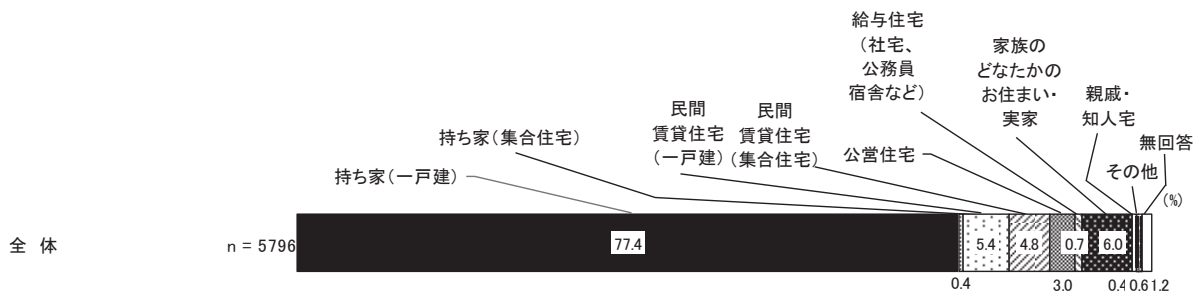 給与住宅
（社宅、
公務員
宿舎など）
家族の
どなたかの
お住まい・
実家
親戚・
知人宅
無回答
その他
(%)
民間
賃貸住宅
（一戸建）
民間
賃貸住宅
（集合住宅）
公営住宅
持ち家（集合住宅）
持ち家（一戸建）
全 体
n = 5796
77.4
0.4
5.4
4.8
3.0
0.7
6.0
0.4
0.6
1.2